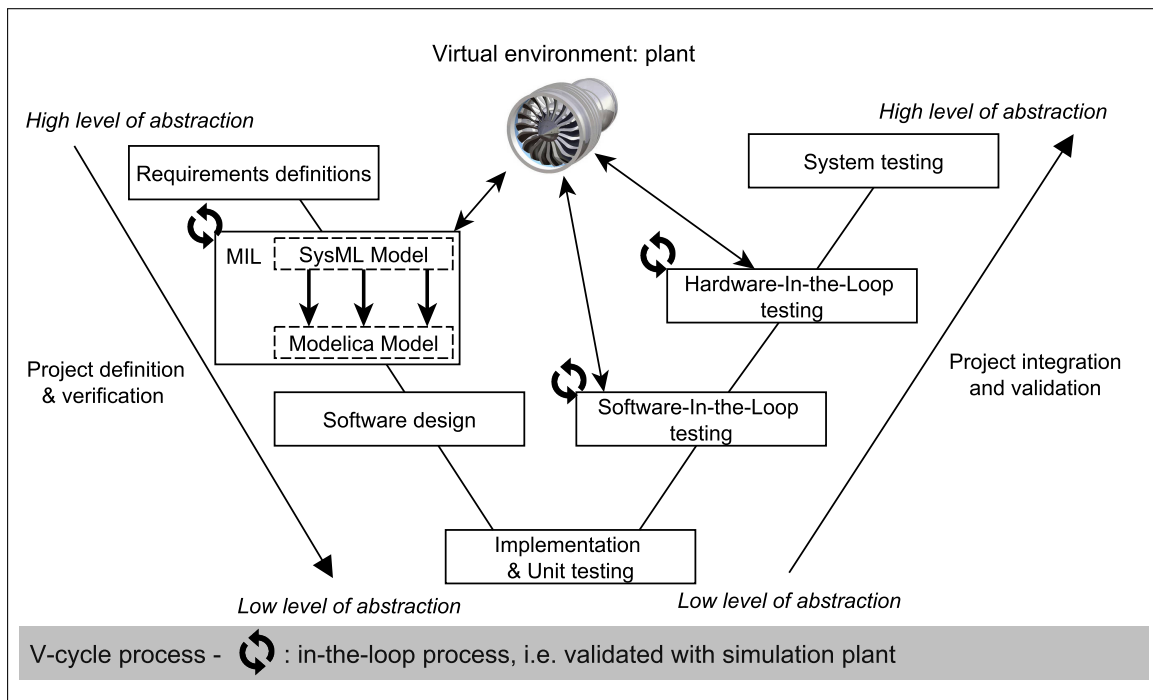 Virtual environment: plant
High level of abstraction
High level of abstraction
Requirements definitions
System testing
MIL
SysML Model
Modelica Model
Hardware-In-the-Loop
testing
Project definition
& verification
Project integration
and validation
Software design
Software-In-the-Loop
testing
Implementation
& Unit testing
Low level of abstraction
Low level of abstraction
V-cycle process - : in-the-loop process, i.e. validated with simulation plant